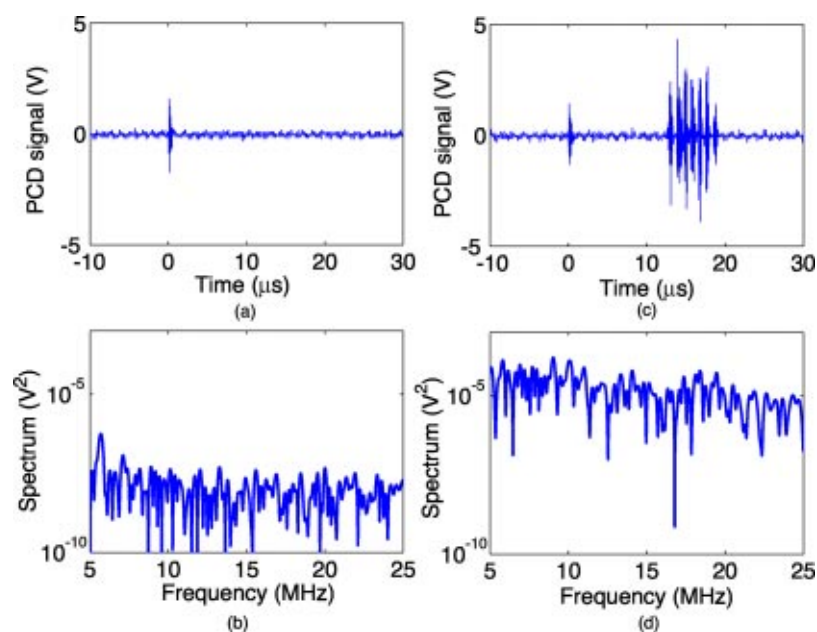 5
0
-5
PCD signal (V)
-10 0 10 20 30
Time (μs)
(a)
5
0
-5
PCD signal (V)
-10 0 10 20 30
Time (μs)
(c)
10-5
10-10
Spectrum (V2)
5 10 15 20 25
Frequency (MHz)
(b)
10-5
10-10
Spectrum (V2)
5 10 15 20 25
Frequency (MHz)
(d)